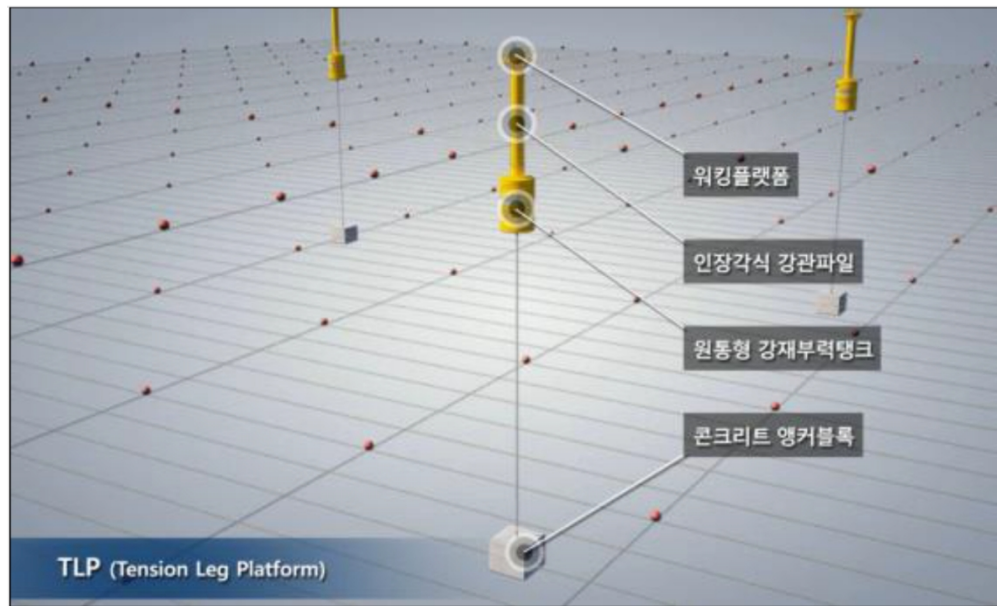 워킹플랫폼
인장각식 강관파일
원통형 강재부력탱크
콘크리트 앵커블록
TLP (Tension Leg Platform)